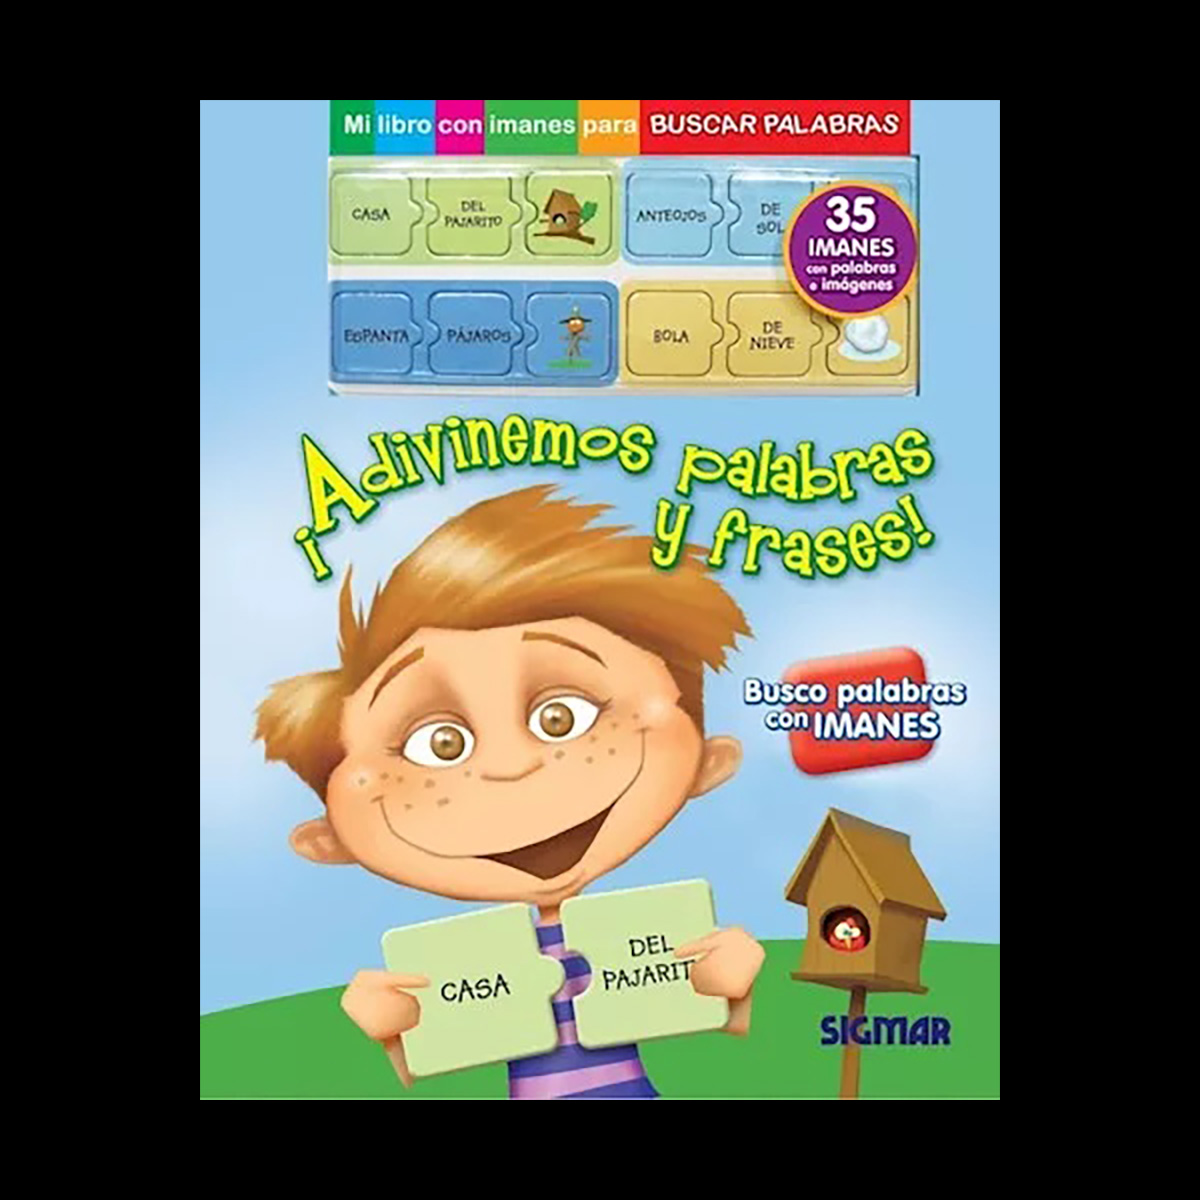 Mi libro con imanes para BUSCAR PALABRAS
CASA
DEL
PAJARITO
ANTEOJOS
DE
SOL
35
IMANES
con palabras
e imágenes
ESPANTA
PÁJAROS
BOLA
DE
NIEVE
¡Adivinemos palabras
y frases!
Busco palabras
con IMANES
CASA
DEL
PAJARIT
SIGMAR